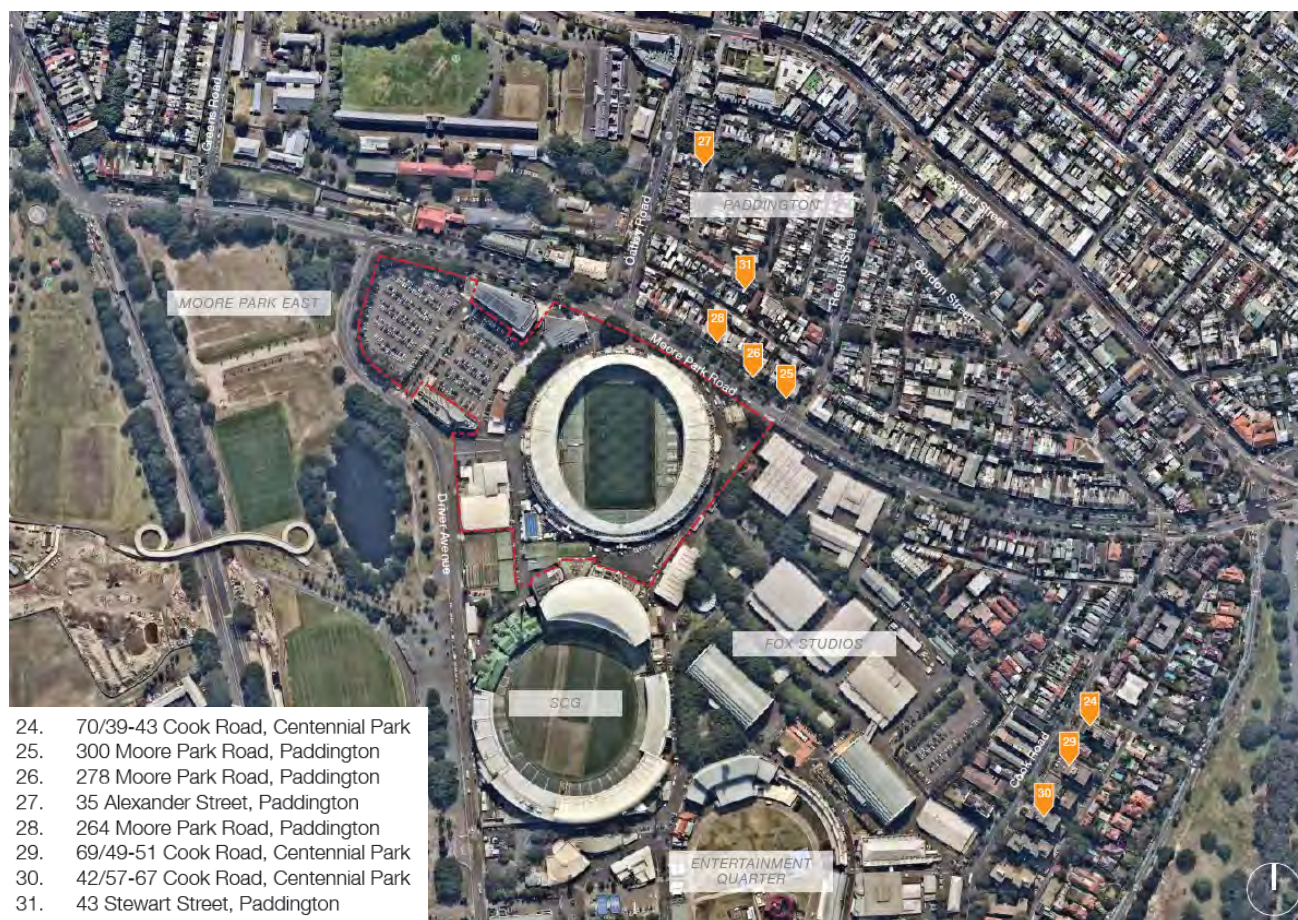 Greens Road
27
Oxford Street
PADDINGTON
Oatley Road
Regent Street
31
Gordon Street
MOORE PARK EAST
28
Moore Park Road
26
25
Driver Avenue
FOX STUDIOS
SCG
24
Cook Road
29
30
ENTERTAINMENT
QUARTER
24. 70/39-43 Cook Road, Centennial Park
25. 300 Moore Park Road, Paddington
26. 278 Moore Park Road, Paddington
27. 35 Alexander Street, Paddington
28. 264 Moore Park Road, Paddington
29. 69/49-51 Cook Road, Centennial Park
30. 42/57-67 Cook Road, Centennial Park
31. 43 Stewart Street, Paddington